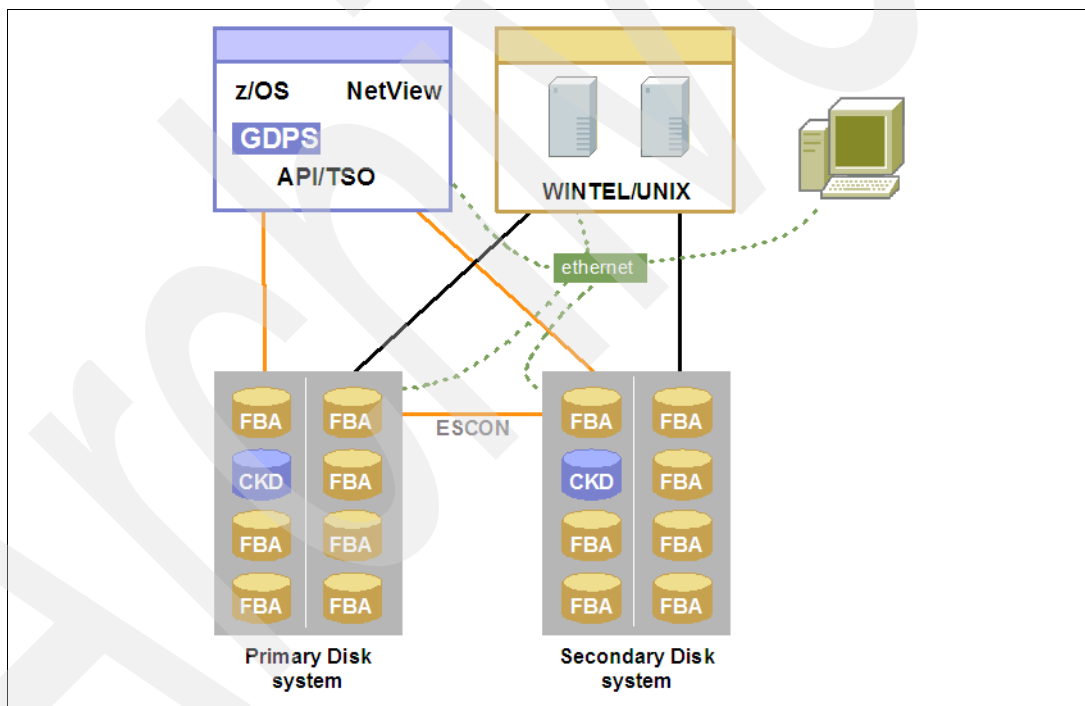 z/OS NetView
GDPS
API/TSO
WINTEL/UNIX
ethernet
FBA FBA FBA FBA
ESCON
CKD FBA CKD FBA
FBA FBA FBA FBA
FBA FBA FBA FBA
Primary Disk
system
Secondary Disk
system